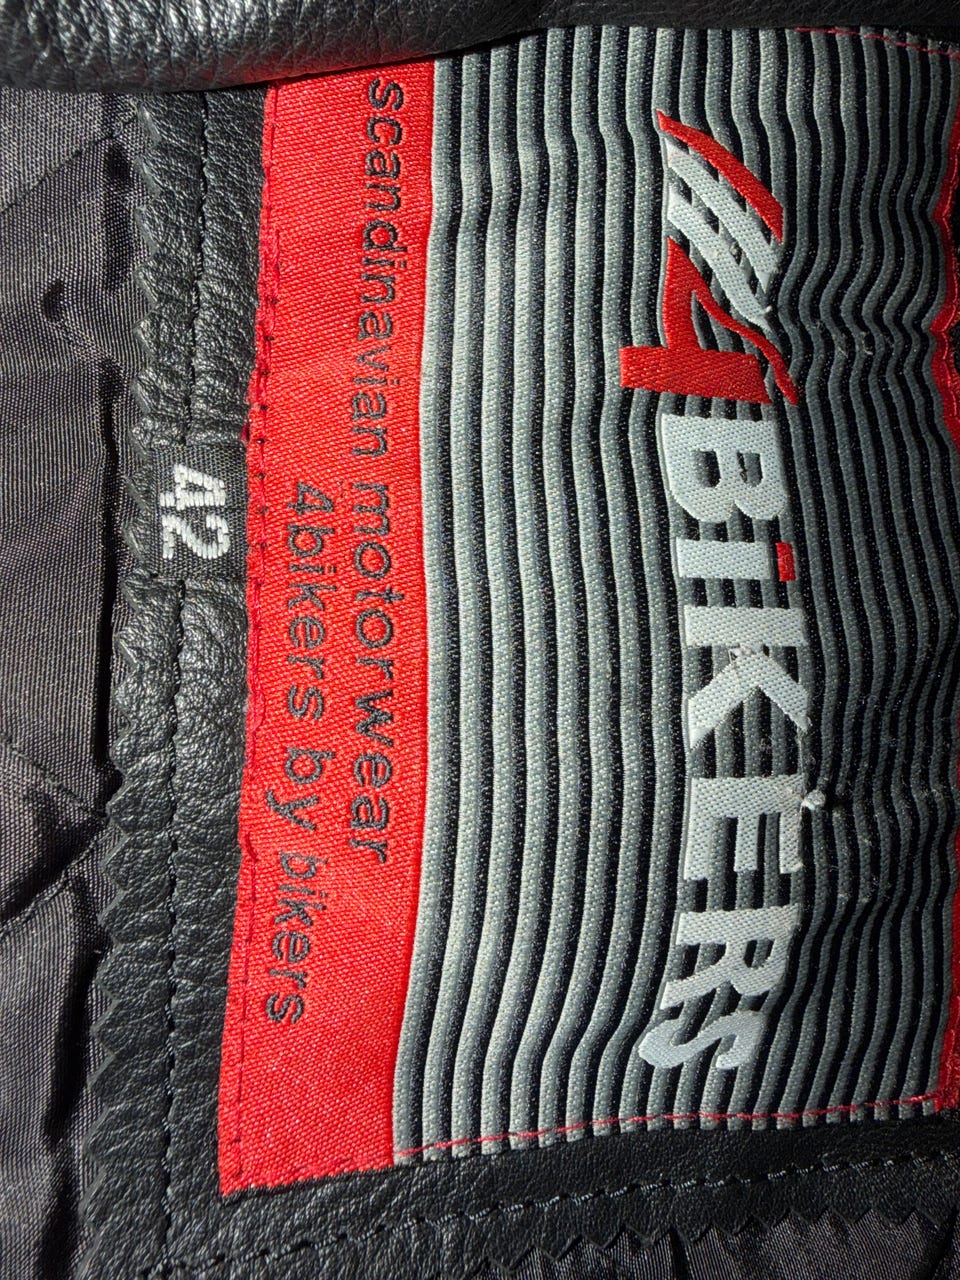 4BiKERS
scandinavian motorwear
4bikers by bikers
42